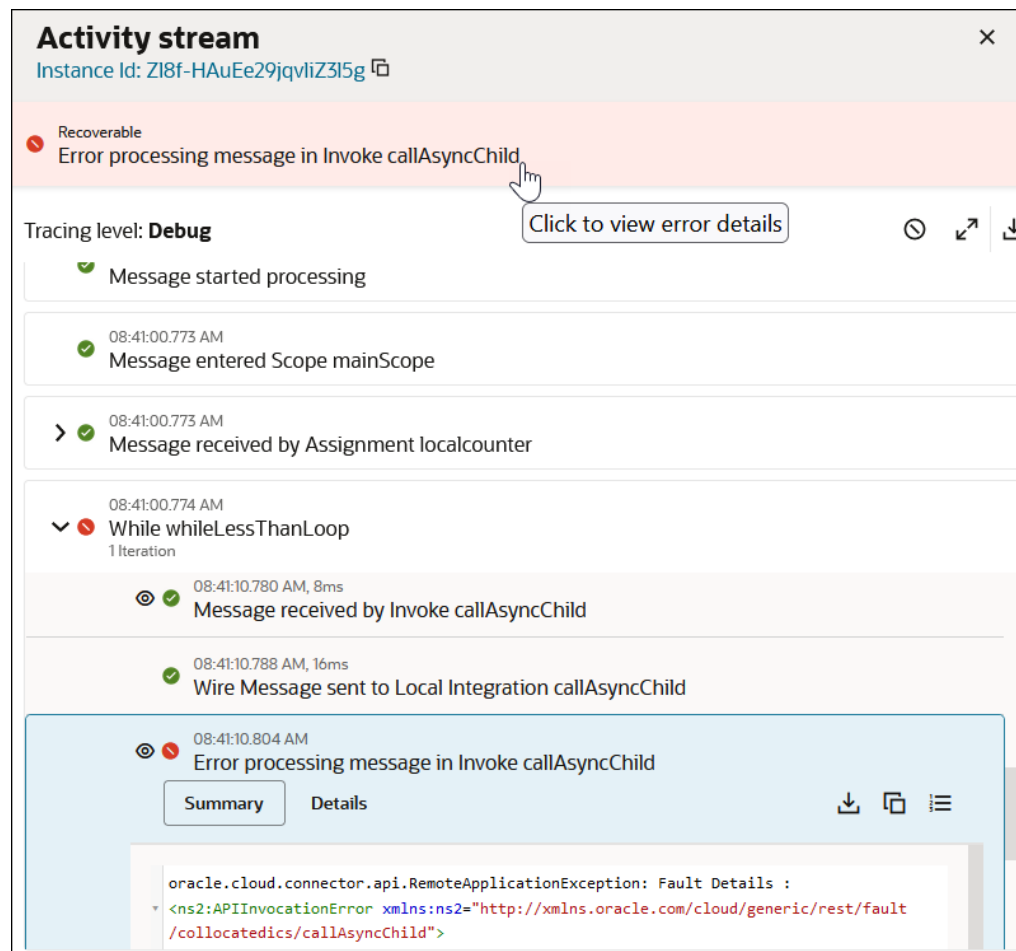 Activity stream
Instance Id: ZI8f-HAuEe29jqvIiZ3I5g
Recoverable
Error processing message in Invoke callAsyncChild
Click to view error details
Tracing level: Debug
Message started processing
08:41:00.773 AM
Message entered Scope mainScope
08:41:00.773 AM
Message received by Assignment localcounter
08:41:00.774 AM
While whileLessThanLoop
1 Iteration
08:41:10.780 AM, 8ms
Message received by Invoke callAsyncChild
08:41:10.788 AM, 16ms
Wire Message sent to Local Integration callAsyncChild
08:41:10.804 AM
Error processing message in Invoke callAsyncChild
Summary Details
oracle.cloud.connector.api.RemoteApplicationException: Fault Details :
<ns2:APIInvocationError xmlns:ns2="http://xmlns.oracle.com/cloud/generic/rest/fault
/collocatedics/callAsyncChild">